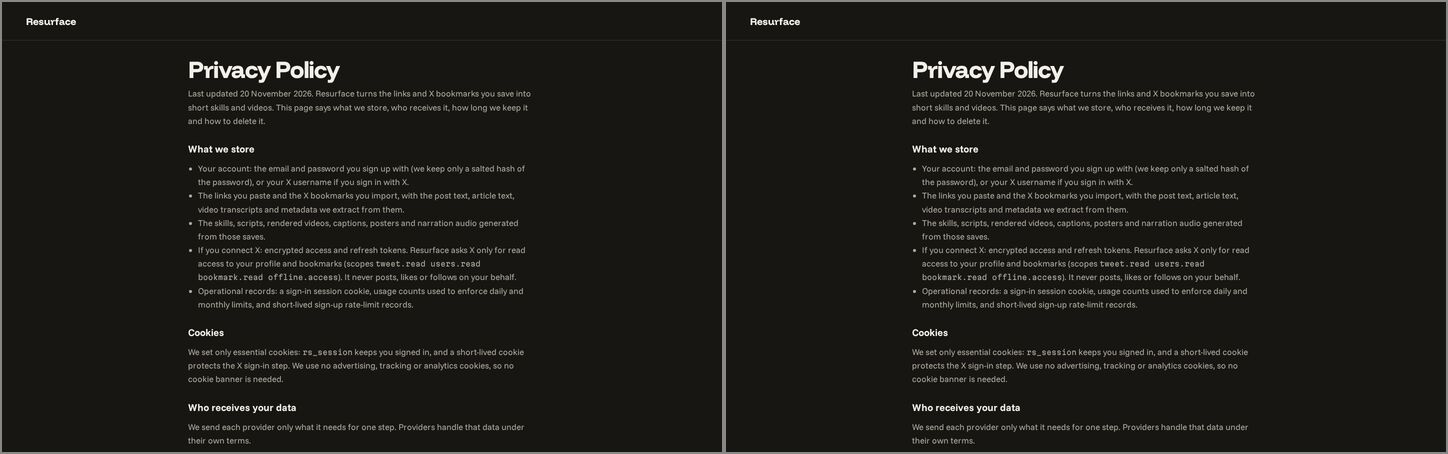 Resurface
Privacy Policy
Last updated 20 November 2026. Resurface turns the links and X bookmarks you save into
short skills and videos. This page says what we store, who receives it, how long we keep it
and how to delete it.
What we store
• Your account: the email and password you sign up with (we keep only a salted hash of
the password), or your X username if you sign in with X.
• The links you paste and the X bookmarks you import, with the post text, article text,
video transcripts and metadata we extract from them.
• The skills, scripts, rendered videos, captions, posters and narration audio generated
from those saves.
• If you connect X: encrypted access and refresh tokens. Resurface asks X only for read
access to your profile and bookmarks (scopes tweet.read users.read
bookmark.read offline.access). It never posts, likes or follows on your behalf.
• Operational records: a sign-in session cookie, usage counts used to enforce daily and
monthly limits, and short-lived sign-up rate-limit records.
Cookies
We set only essential cookies: rs_session keeps you signed in, and a short-lived cookie
protects the X sign-in step. We use no advertising, tracking or analytics cookies, so no
cookie banner is needed.
Who receives your data
We send each provider only what it needs for one step. Providers handle that data under
their own terms.
Resurface
Privacy Policy
Last updated 20 November 2026. Resurface turns the links and X bookmarks you save into
short skills and videos. This page says what we store, who receives it, how long we keep it
and how to delete it.
What we store
• Your account: the email and password you sign up with (we keep only a salted hash of
the password), or your X username if you sign in with X.
• The links you paste and the X bookmarks you import, with the post text, article text,
video transcripts and metadata we extract from them.
• The skills, scripts, rendered videos, captions, posters and narration audio generated
from those saves.
• If you connect X: encrypted access and refresh tokens. Resurface asks X only for read
access to your profile and bookmarks (scopes tweet.read users.read
bookmark.read offline.access). It never posts, likes or follows on your behalf.
• Operational records: a sign-in session cookie, usage counts used to enforce daily and
monthly limits, and short-lived sign-up rate-limit records.
Cookies
We set only essential cookies: rs_session keeps you signed in, and a short-lived cookie
protects the X sign-in step. We use no advertising, tracking or analytics cookies, so no
cookie banner is needed.
Who receives your data
We send each provider only what it needs for one step. Providers handle that data under
their own terms.